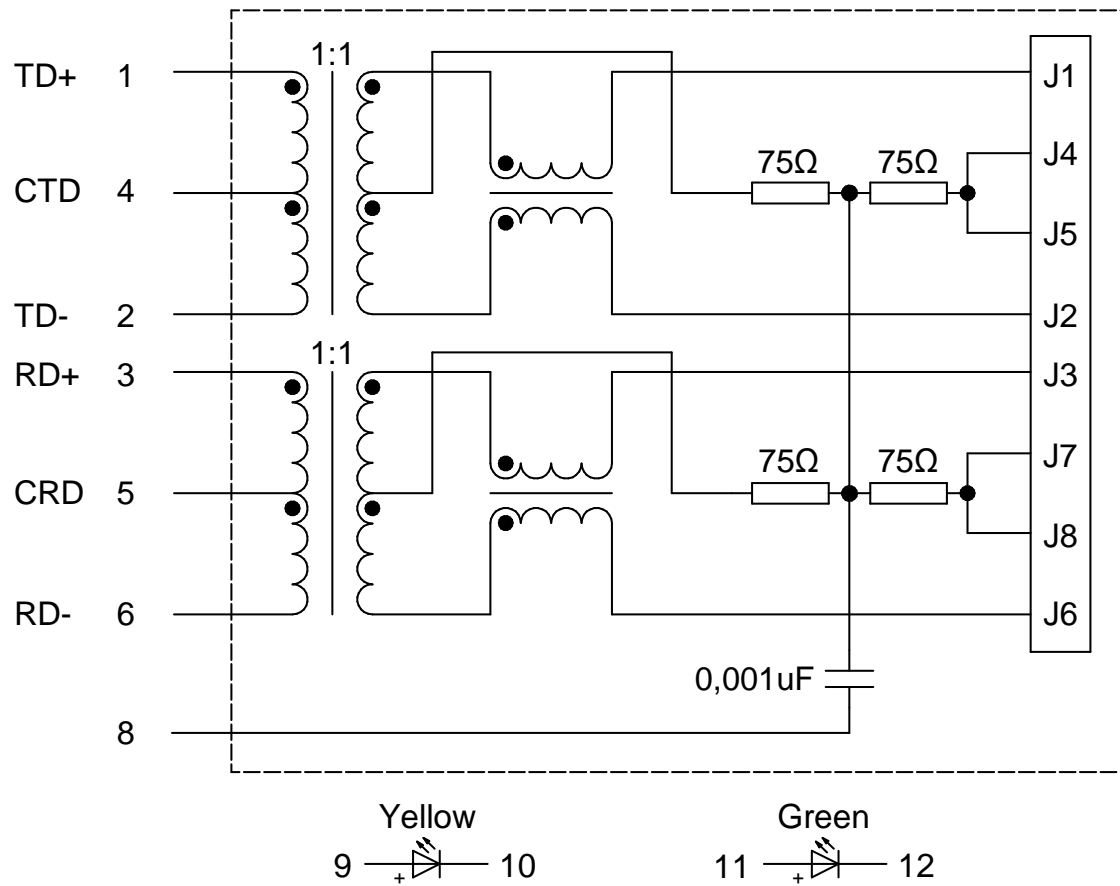 1:1
TD+ 1 J1
75Ω 75Ω J4
CTD 4
J5
TD- 2 J2
1:1
RD+ 3 J3
75Ω 75Ω J7
CRD 5
J8
RD- 6 J6
0,001uF
8
Yellow Green
9 + 10 11 + 12